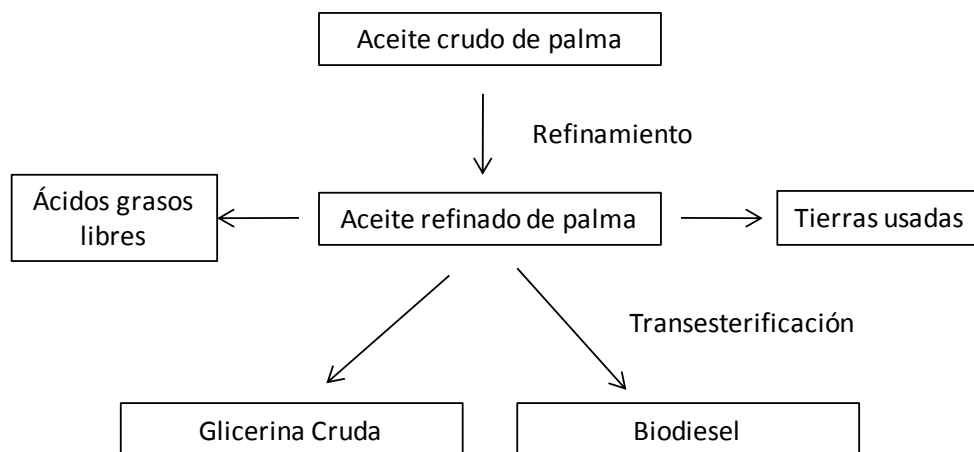 Aceite crudo de palma
Refinamiento
Ácidos grasos
libres
Aceite refinado de palma
Tierras usadas
Transesterificación
Glicerina Cruda
Biodiesel